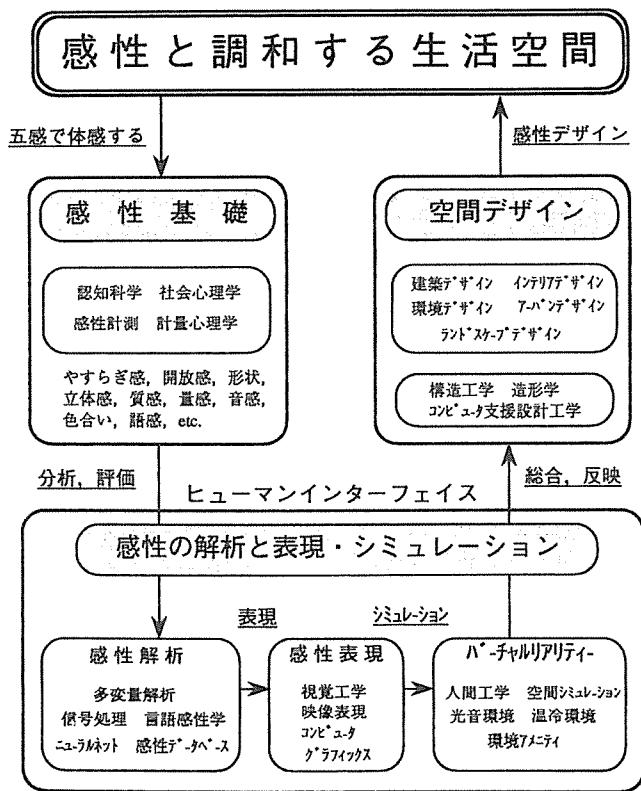 感性と調和する生活空間
五感で体感する
感性デザイン
感性基礎
認知科学 社会心理学
感性計測 計量心理学
やすらぎ感, 開放感, 形状,
立体感, 質感, 量感, 音感,
色合い, 語感, etc.
空間デザイン
建築ﾃﾞｻﾞｲﾝ ｲﾝﾃﾘｱﾃﾞｻﾞｲﾝ
環境ﾃﾞｻﾞｲﾝ ｱｰﾊﾞﾝﾃﾞｻﾞｲﾝ
ﾗﾝﾄﾞｽｹｰﾌﾟﾃﾞｻﾞｲﾝ
構造工学 造形学
ｺﾝﾋﾟｭｰﾀ支援設計工学
分析, 評価
総合, 反映
ヒューマンインターフェイス
感性の解析と表現・シミュレーション
表現
ｼﾐｭﾚｰｼｮﾝ
感性解析
多変量解析
信号処理 言語感性学
ﾆｭｰﾗﾙﾈｯﾄ 感性ﾃﾞｰﾀﾍﾞｰｽ
感性表現
視覚工学
映像表現
ｺﾝﾋﾟｭｰﾀ
ｸﾞﾗﾌｨｯｸｽ
ﾊﾞｰﾁｬﾙﾘｱﾘﾃｨｰ
人間工学 空間ｼﾐｭﾚｰｼｮﾝ
光音環境 温冷環境
環境ｱﾒﾆﾃｨ